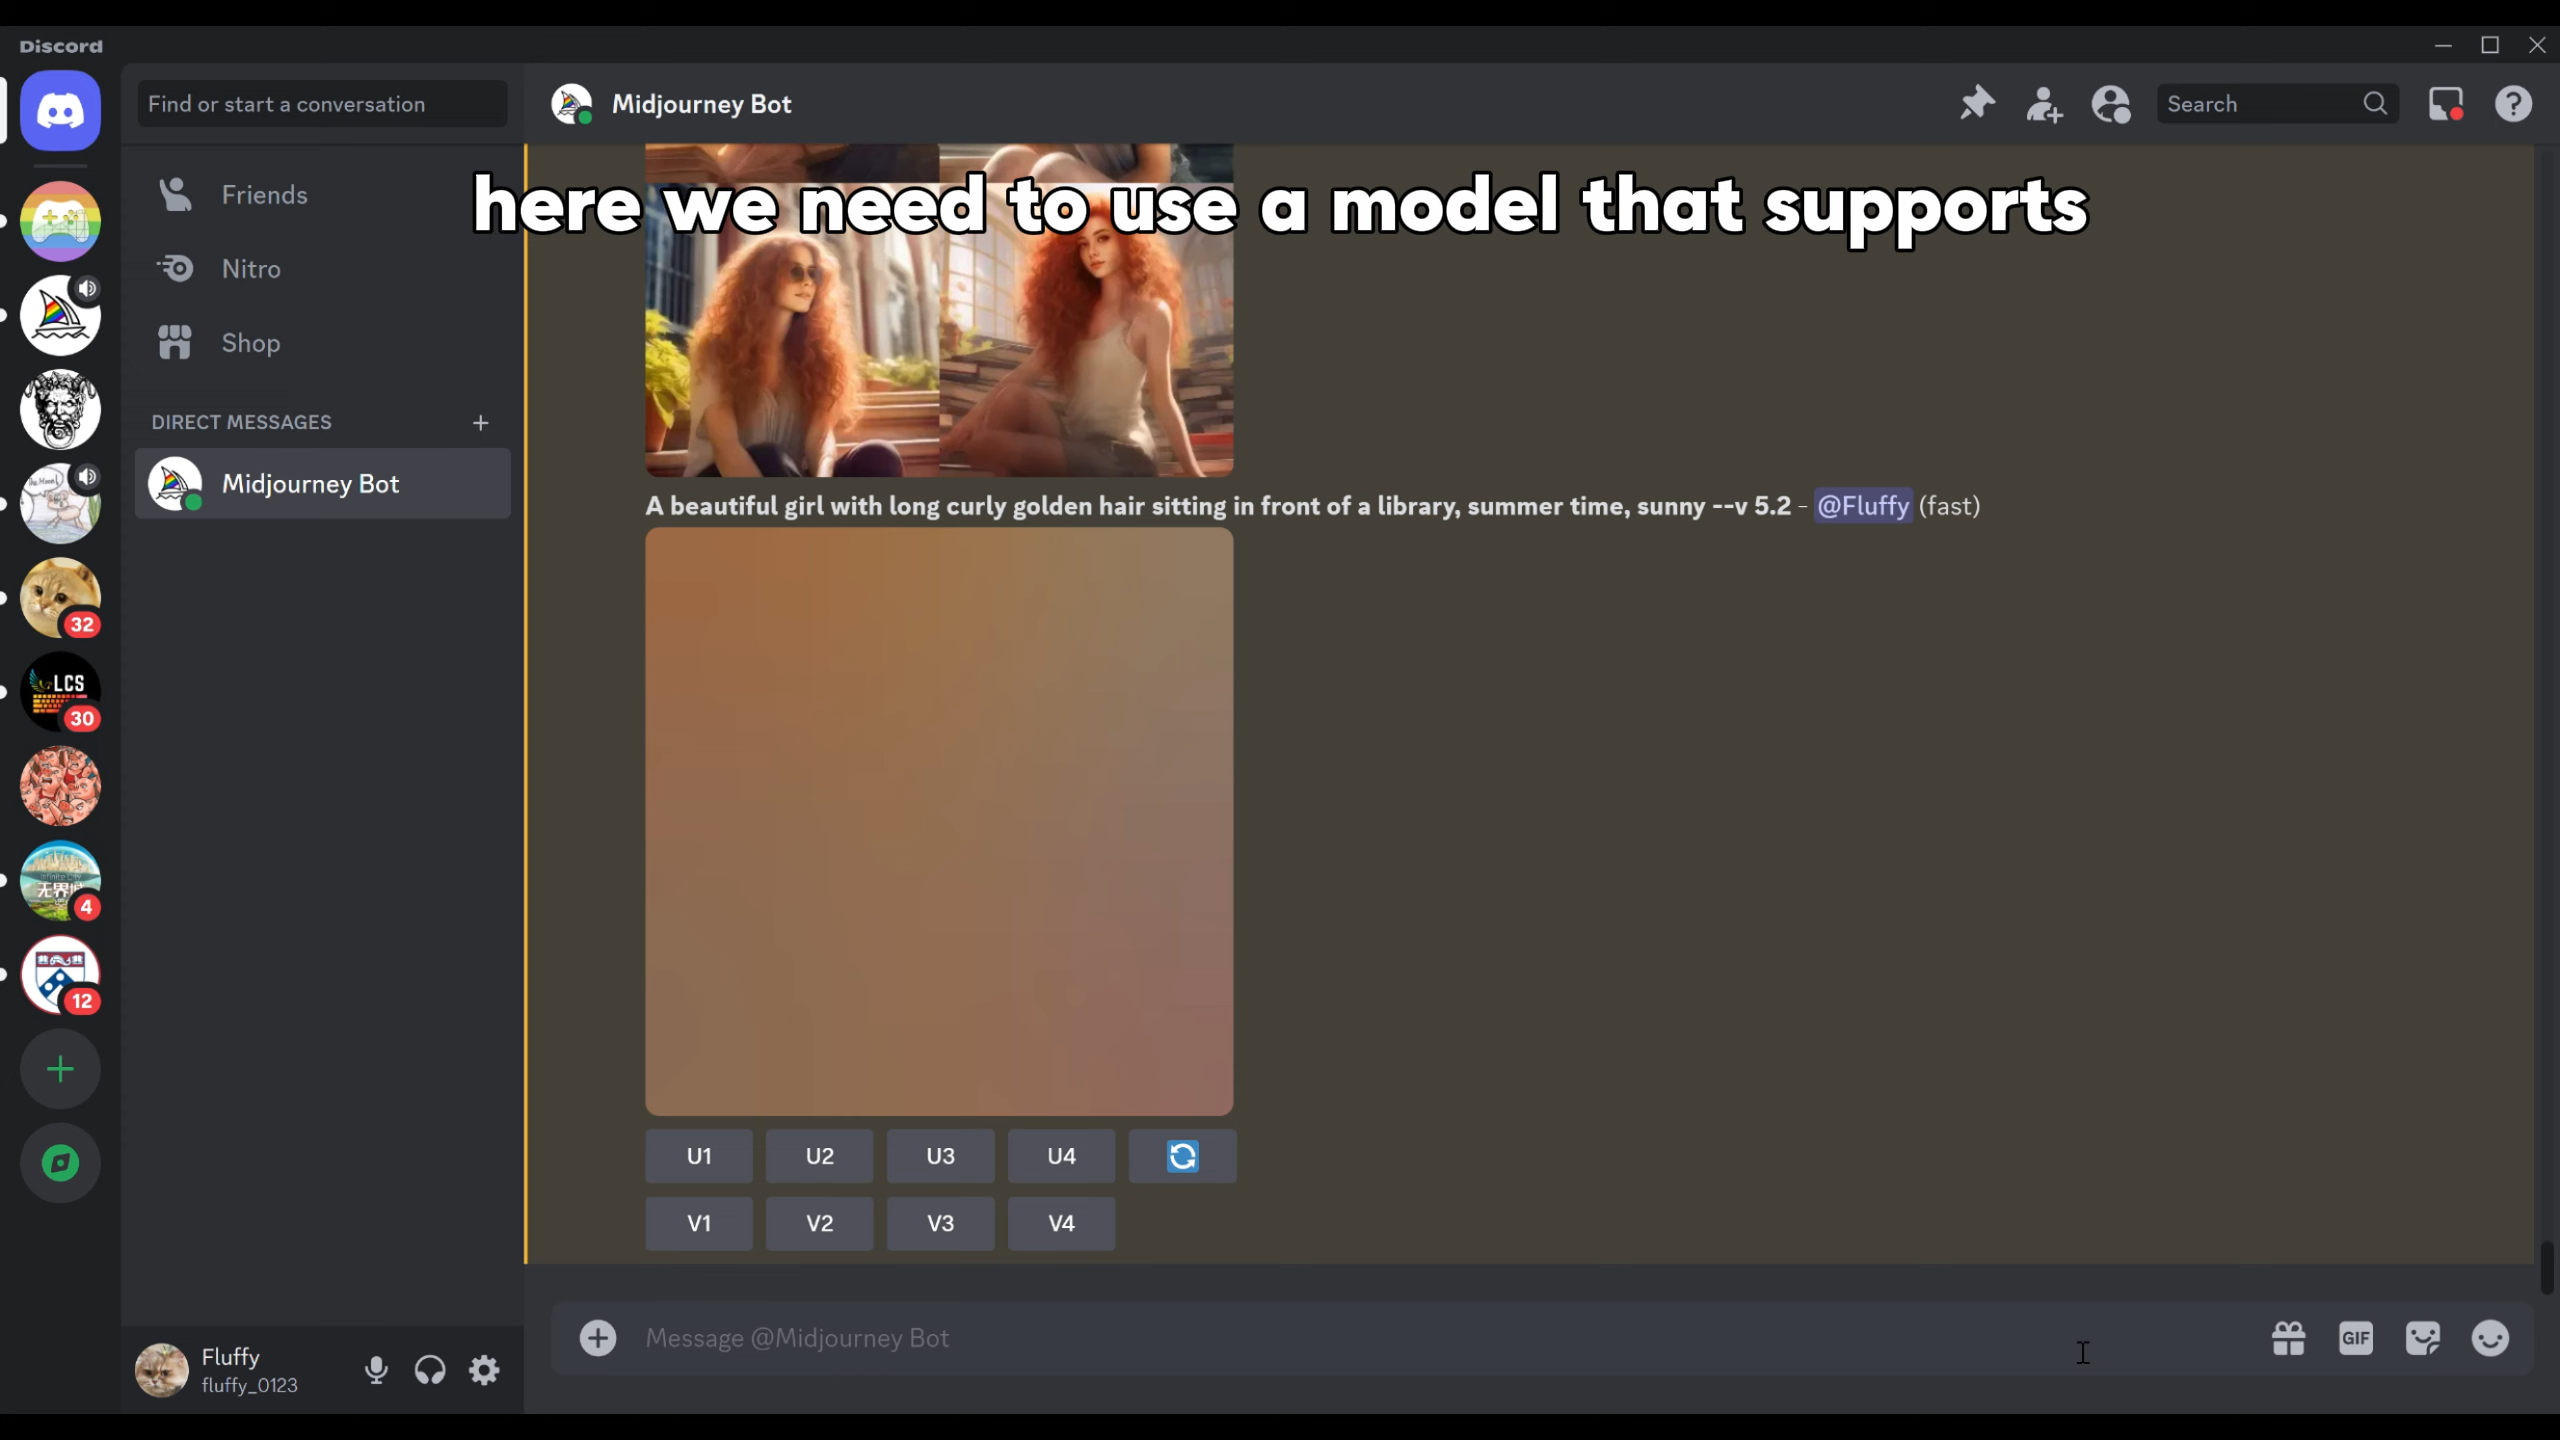 Discord
Find or start a conversation
Midjourney Bot
Search
here we need to use a model that supports
Friends
Nitro
Shop
DIRECT MESSAGES
Midjourney Bot
A beautiful girl with long curly golden hair sitting in front of a library, summer time, sunny --v 5.2 - @Fluffy (fast)
32
LCS
30
无界
4
12
U1 U2 U3 U4
V1 V2 V3 V4
Message @Midjourney Bot
GIF
Fluffy
fluffy_0123